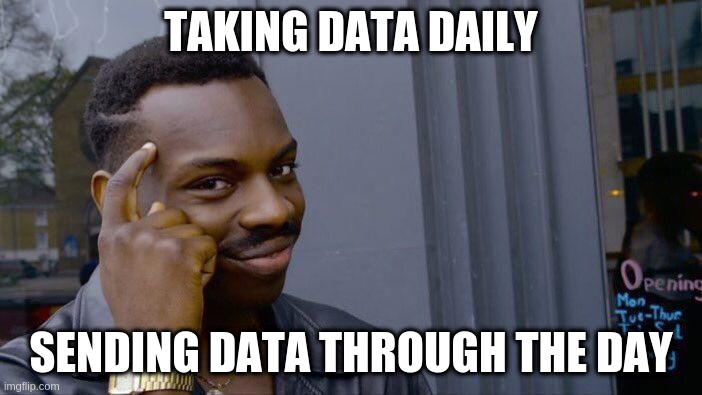 TAKING DATA DAILY
Opening
Mon
Tue-Thur
SENDING DATA THROUGH THE DAY
imgflip.com